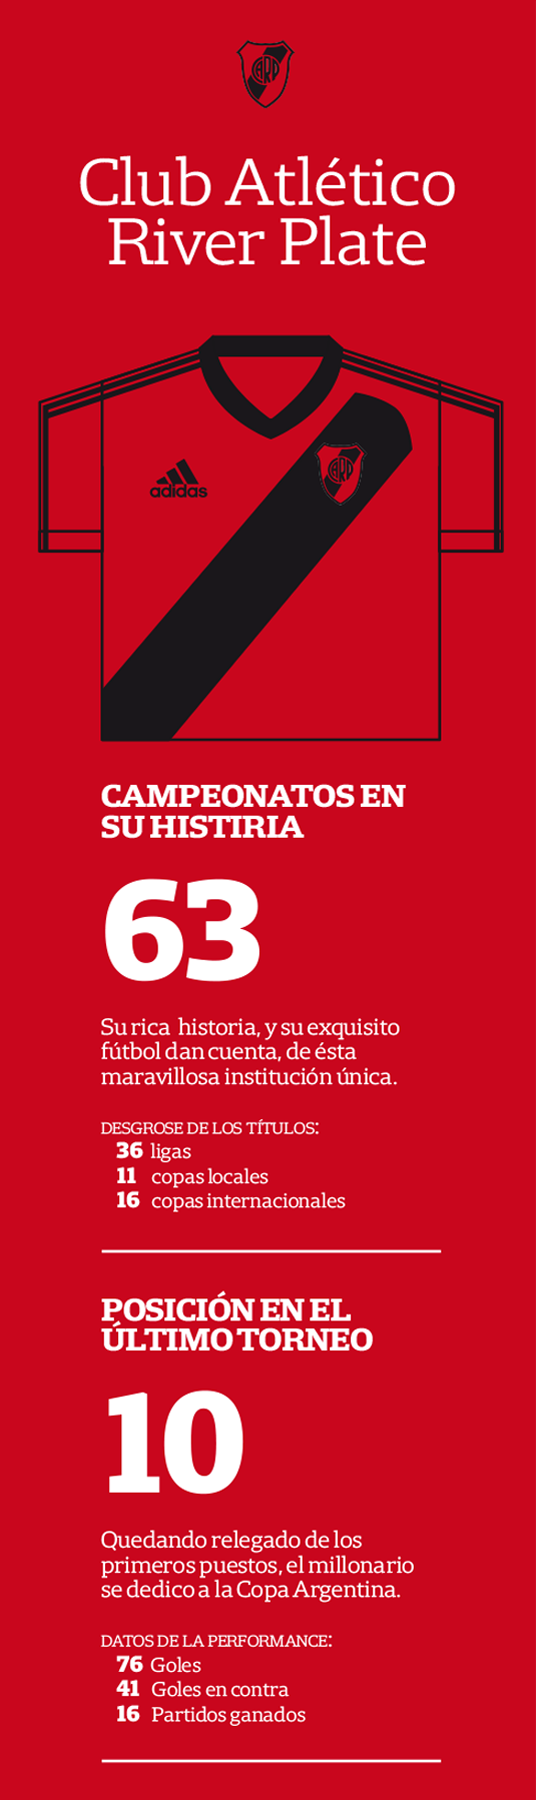 CARP
Club Atlético
River Plate
adidas
CARP
CAMPEONATOS EN
SU HISTIRIA
63
Su rica historia, y su exquisito
fútbol dan cuenta, de ésta
maravillosa institución única.
DESGROSE DE LOS TÍTULOS:
36 ligas
11 copas locales
16 copas internacionales
POSICIÓN EN EL
ÚLTIMO TORNEO
10
Quedando relegado de los
primeros puestos, el millonario
se dedico a la Copa Argentina.
DATOS DE LA PERFORMANCE:
76 Goles
41 Goles en contra
16 Partidos ganados